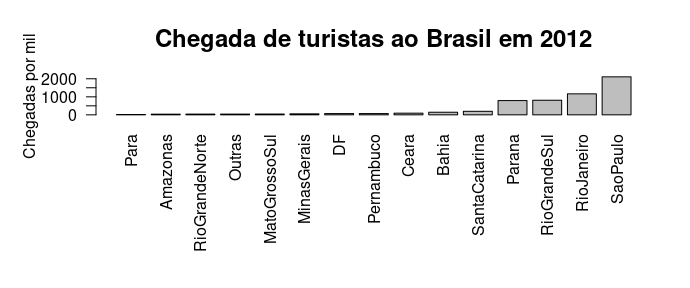 Chegada de turistas ao Brasil em 2012
Chegadas por mil
2000
1000
0
Para
Amazonas
RioGrandeNorte
Outras
MatoGrossoSul
MinasGerais
DF
Pernambuco
Ceara
Bahia
SantaCatarina
Parana
RioGrandeSul
RioJaneiro
SaoPaulo